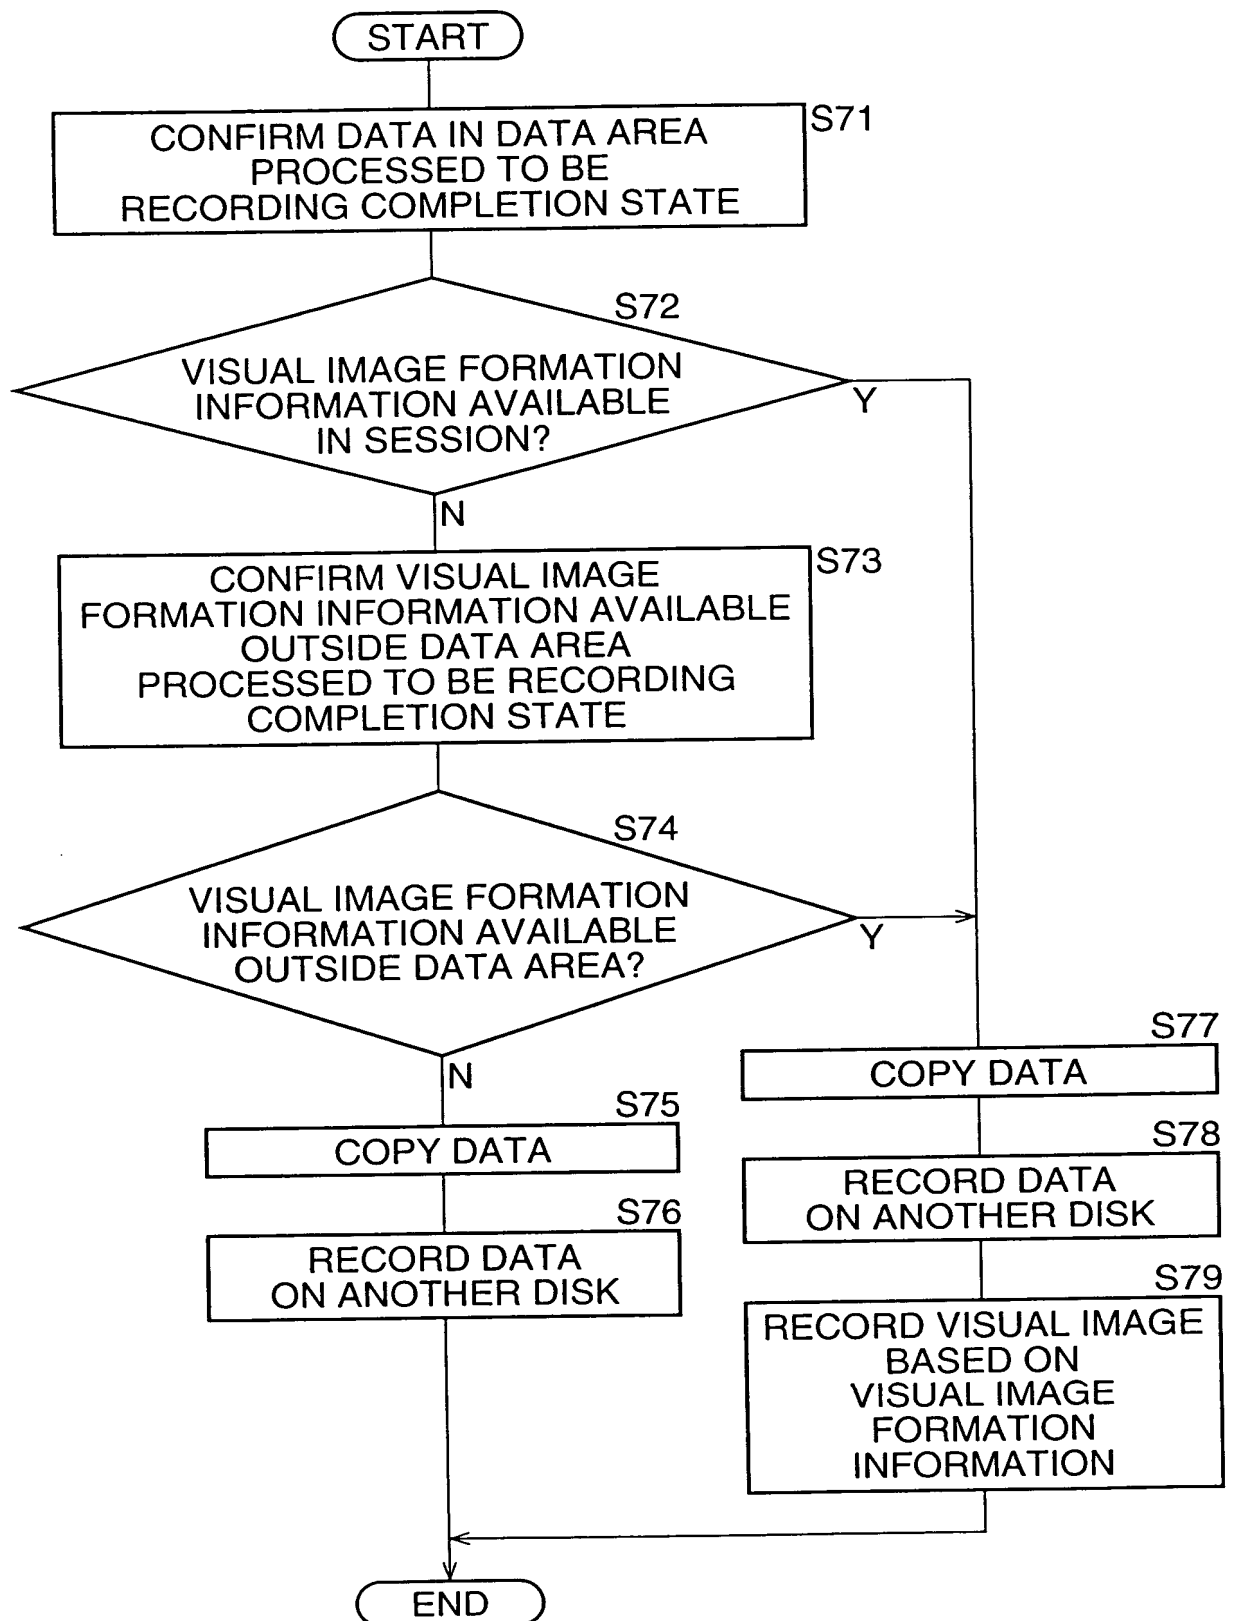 START
S71
CONFIRM DATA IN DATA AREA
PROCESSED TO BE
RECORDING COMPLETION STATE
S72
VISUAL IMAGE FORMATION
INFORMATION AVAILABLE
IN SESSION?
Y
N
S73
CONFIRM VISUAL IMAGE
FORMATION INFORMATION AVAILABLE
OUTSIDE DATA AREA
PROCESSED TO BE RECORDING
COMPLETION STATE
S74
VISUAL IMAGE FORMATION
INFORMATION AVAILABLE
OUTSIDE DATA AREA?
Y
N
S75
COPY DATA
S76
RECORD DATA
ON ANOTHER DISK
S77
COPY DATA
S78
RECORD DATA
ON ANOTHER DISK
S79
RECORD VISUAL IMAGE
BASED ON
VISUAL IMAGE
FORMATION
INFORMATION
END